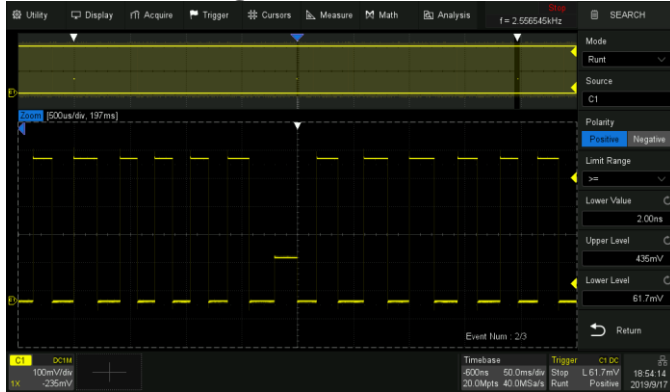 Utility Display Acquire Trigger Cursors Measure Math Analysis
Stop
f = 2.556545kHz
SEARCH
Mode
Runt
Source
C1
Polarity
Positive Negative
Limit Range
>=
Lower Value
2.00ns
Upper Level
435mV
Lower Level
61.7mV
Return
Zoom [500us/div, 197ms]
Event Num : 2/3
C1 DC1M
100mV/div
1X -235mV
Timebase
-600ns 50.0ms/div
20.0Mpts 40.0MSa/s
Trigger C1 DC
Stop L 61.7mV
Runt Positive
18:54:14
2019/9/12